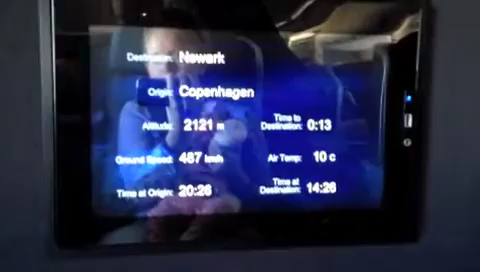 Destination: Newark
Origin: Copenhagen
Altitude: 2121 m
Time to Destination: 0:13
Ground Speed: 487 km/h
Air Temp: 10 c
Time at Origin: 20:26
Time at Destination: 14:26